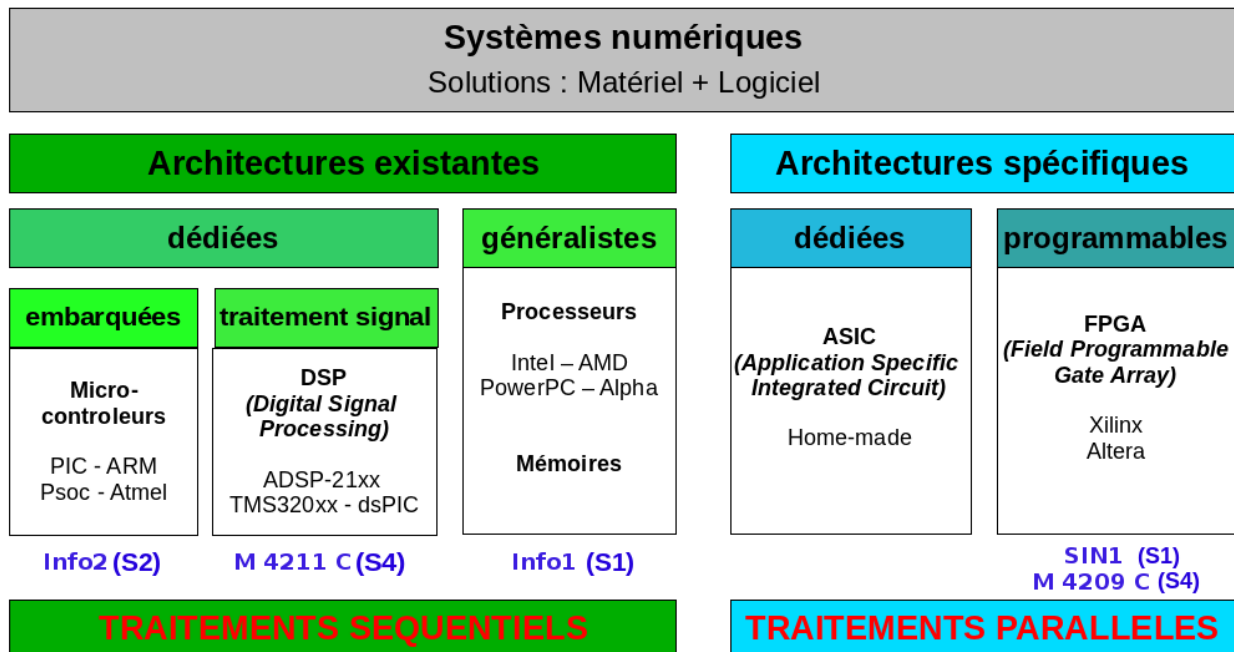 Systèmes numériques
Solutions : Matériel + Logiciel
Architectures existantes
dédiées
généralistes
embarquées
traitement signal
Micro-
controleurs
PIC - ARM
Psoc - Atmel
DSP
(Digital Signal
Processing)
ADSP-21xx
TMS320xx - dsPIC
Processeurs
Intel – AMD
PowerPC – Alpha
Mémoires
Info2 (S2)
M 4211 C (S4)
Info1 (S1)
TRAITEMENTS SEQUENTIELS
Architectures spécifiques
dédiées
programmables
ASIC
(Application Specific
Integrated Circuit)
Home-made
FPGA
(Field Programmable
Gate Array)
Xilinx
Altera
SIN1 (S1)
M 4209 C (S4)
TRAITEMENTS PARALLELES